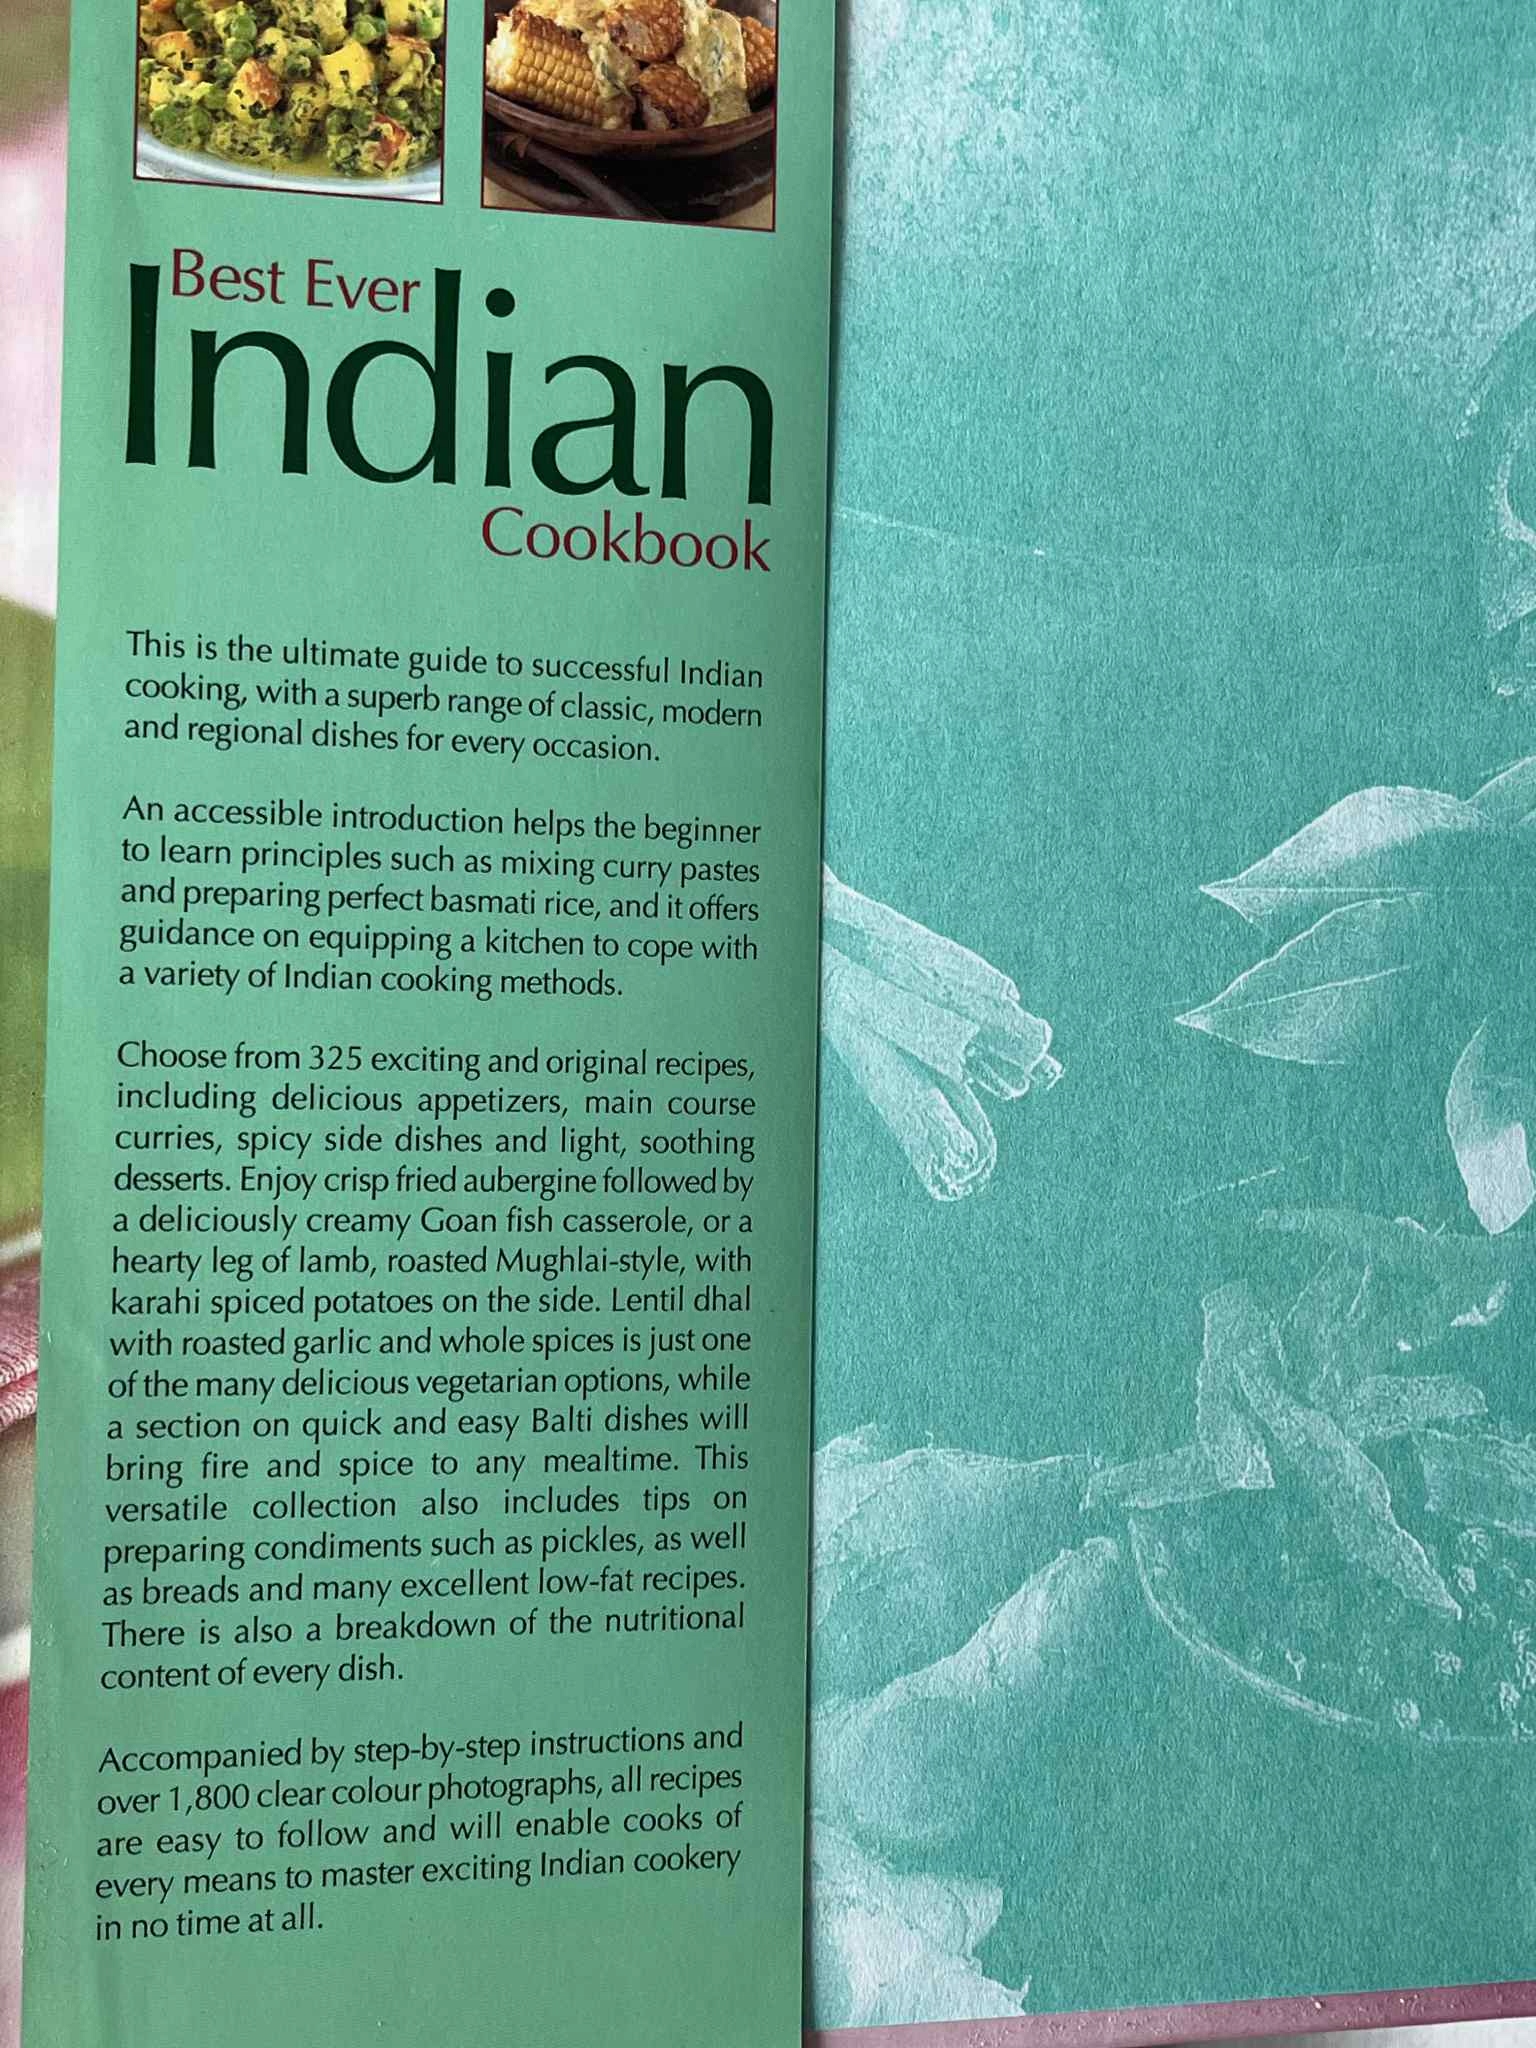 Best Ever
Indian
Cookbook
This is the ultimate guide to successful Indian
cooking, with a superb range of classic, modern
and regional dishes for every occasion.
An accessible introduction helps the beginner
to learn principles such as mixing curry pastes
and preparing perfect basmati rice, and it offers
guidance on equipping a kitchen to cope with
a variety of Indian cooking methods.
Choose from 325 exciting and original recipes,
including delicious appetizers, main course
curries, spicy side dishes and light, soothing
desserts. Enjoy crisp fried aubergine followed by
a deliciously creamy Goan fish casserole, or a
hearty leg of lamb, roasted Mughlai-style, with
karahi spiced potatoes on the side. Lentil dhal
with roasted garlic and whole spices is just one
of the many delicious vegetarian options, while
a section on quick and easy Balti dishes will
bring fire and spice to any mealtime. This
versatile collection also includes tips on
preparing condiments such as pickles, as well
as breads and many excellent low-fat recipes.
There is also a breakdown of the nutritional
content of every dish.
Accompanied by step-by-step instructions and
over 1,800 clear colour photographs, all recipes
are easy to follow and will enable cooks of
every means to master exciting Indian cookery
in no time at all.